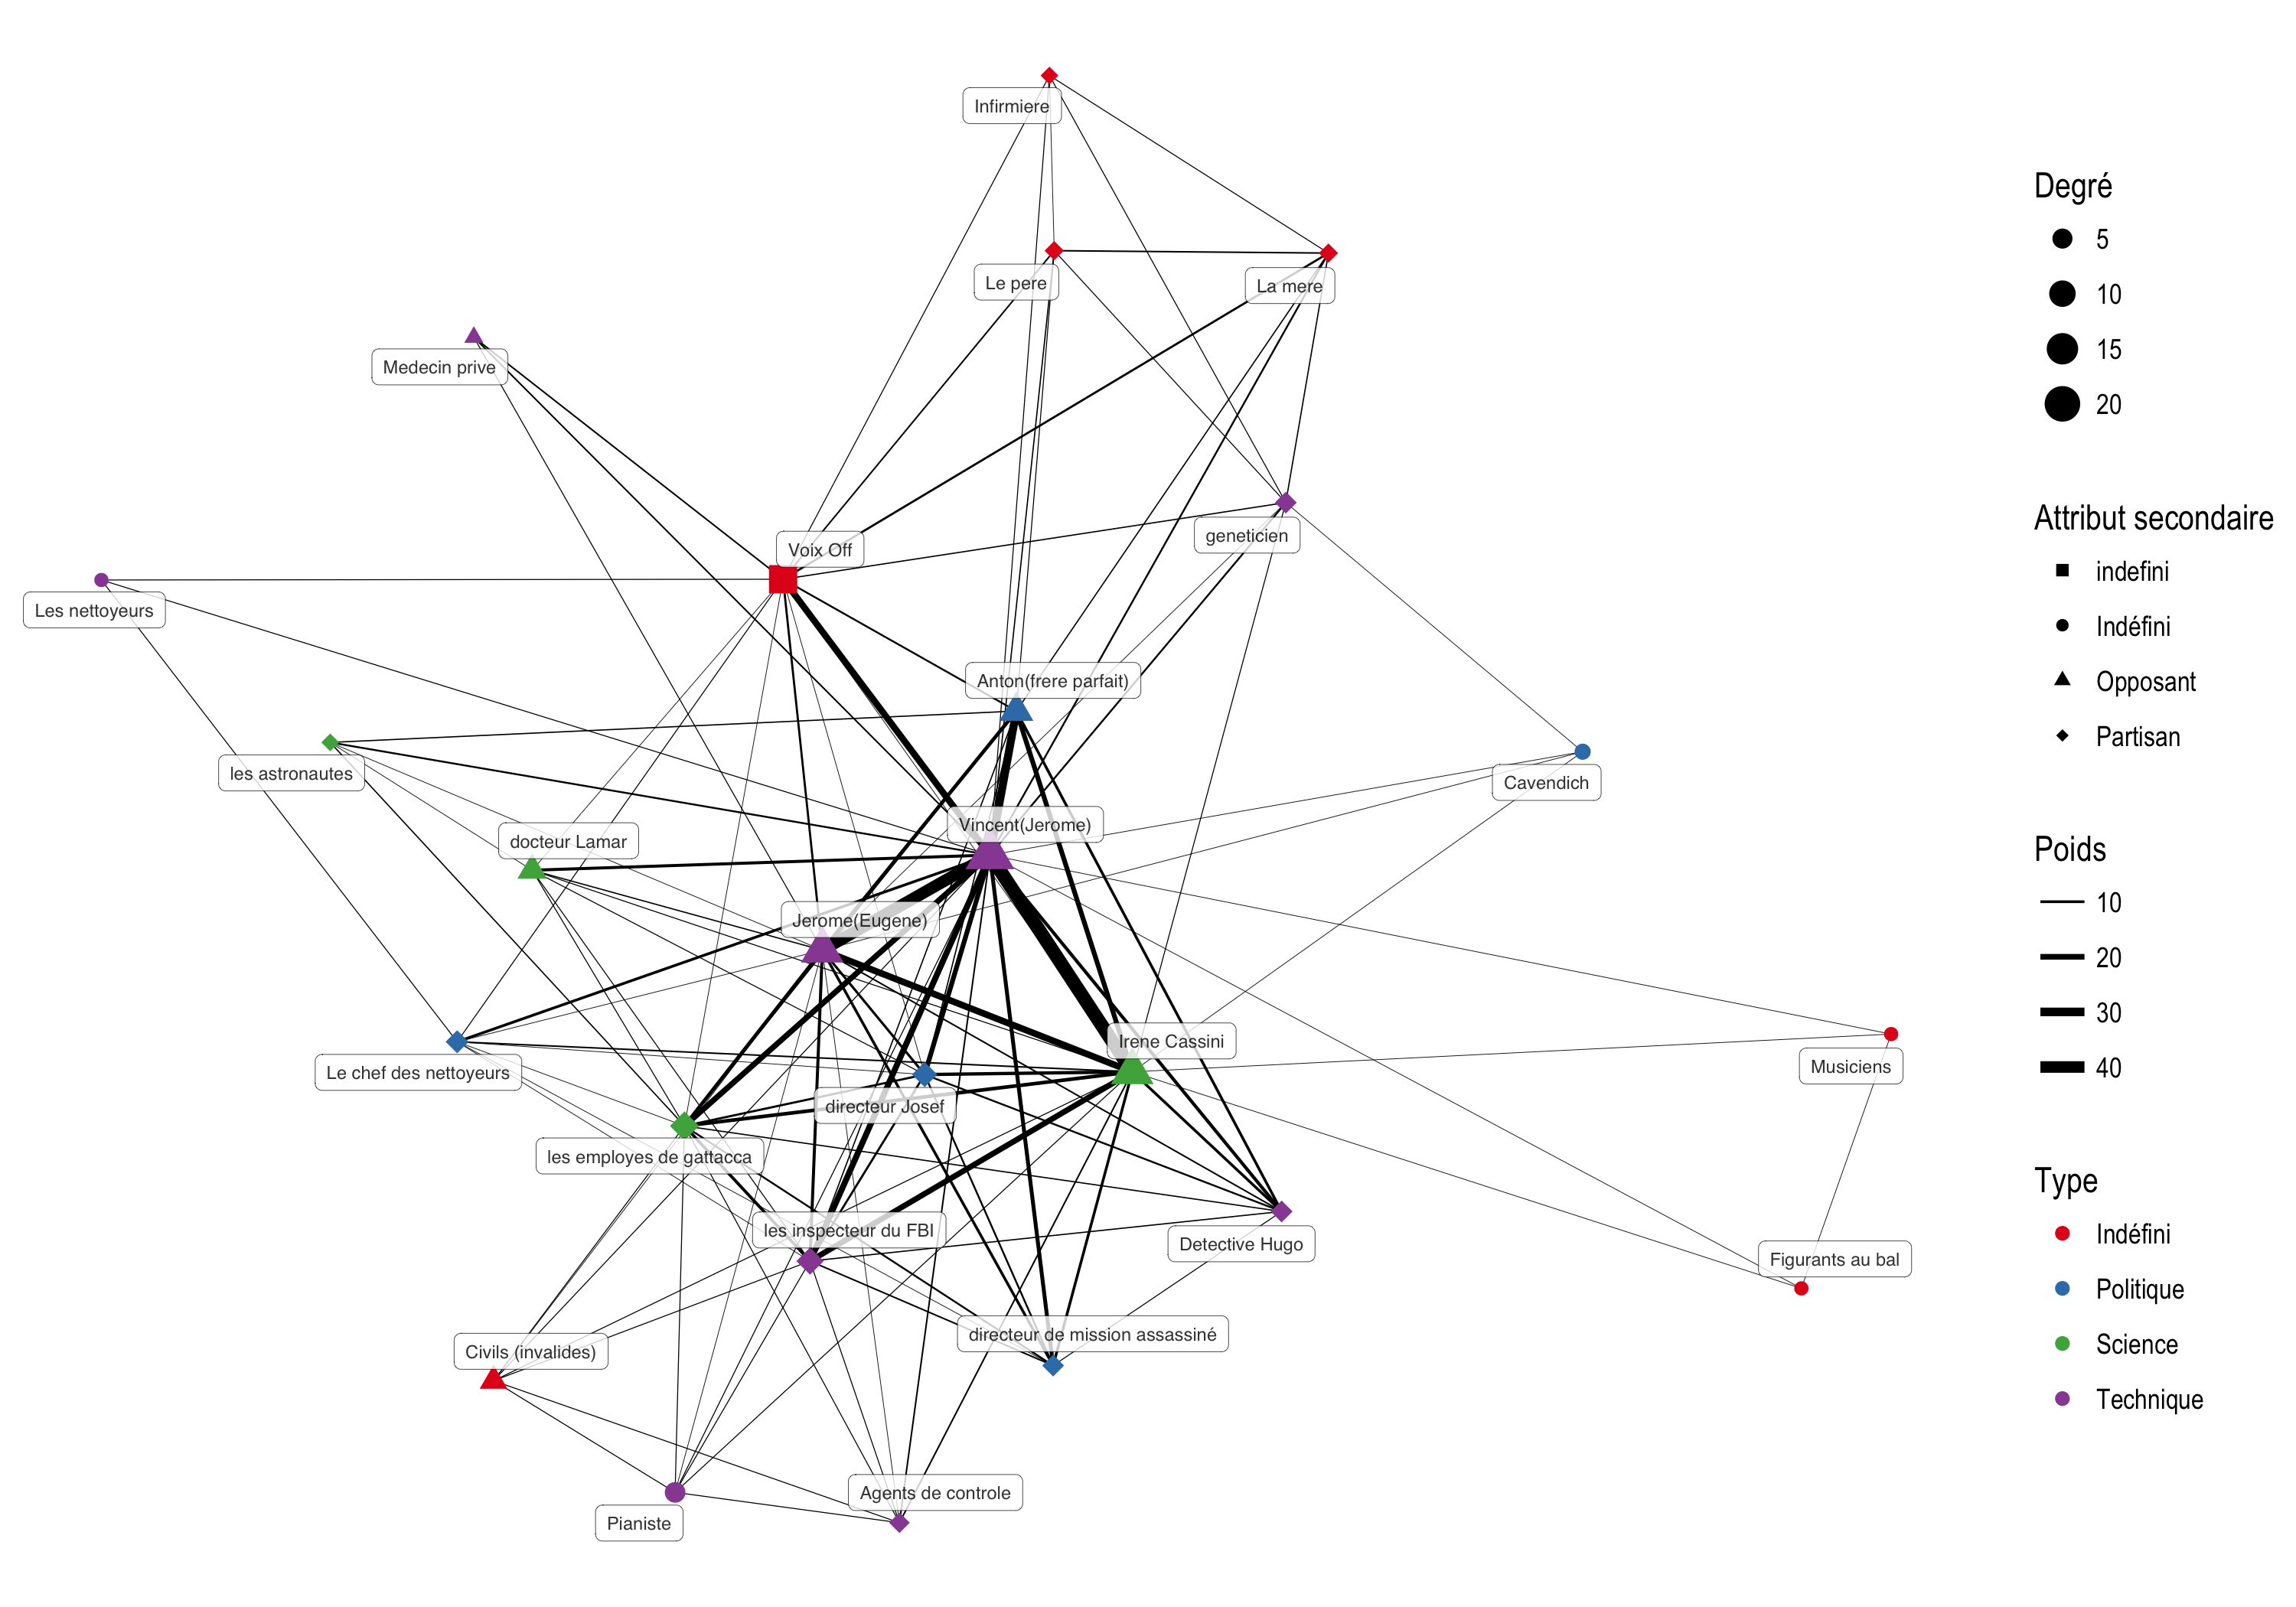 Infirmiere
Le pere
La mere
Medecin prive
geneticien
Voix Off
Les nettoyeurs
Anton(frere parfait)
les astronautes
Cavendich
Vincent(Jerome)
docteur Lamar
Jerome(Eugene)
Irene Cassini
Musiciens
Le chef des nettoyeurs
directeur Josef
les employes de gattacca
les inspecteur du FBI
Detective Hugo
Figurants au bal
directeur de mission assassiné
Civils (invalides)
Agents de controle
Pianiste
Degré
5
10
15
20
Attribut secondaire
indefini
Indéfini
Opposant
Partisan
Poids
10
20
30
40
Type
Indéfini
Politique
Science
Technique